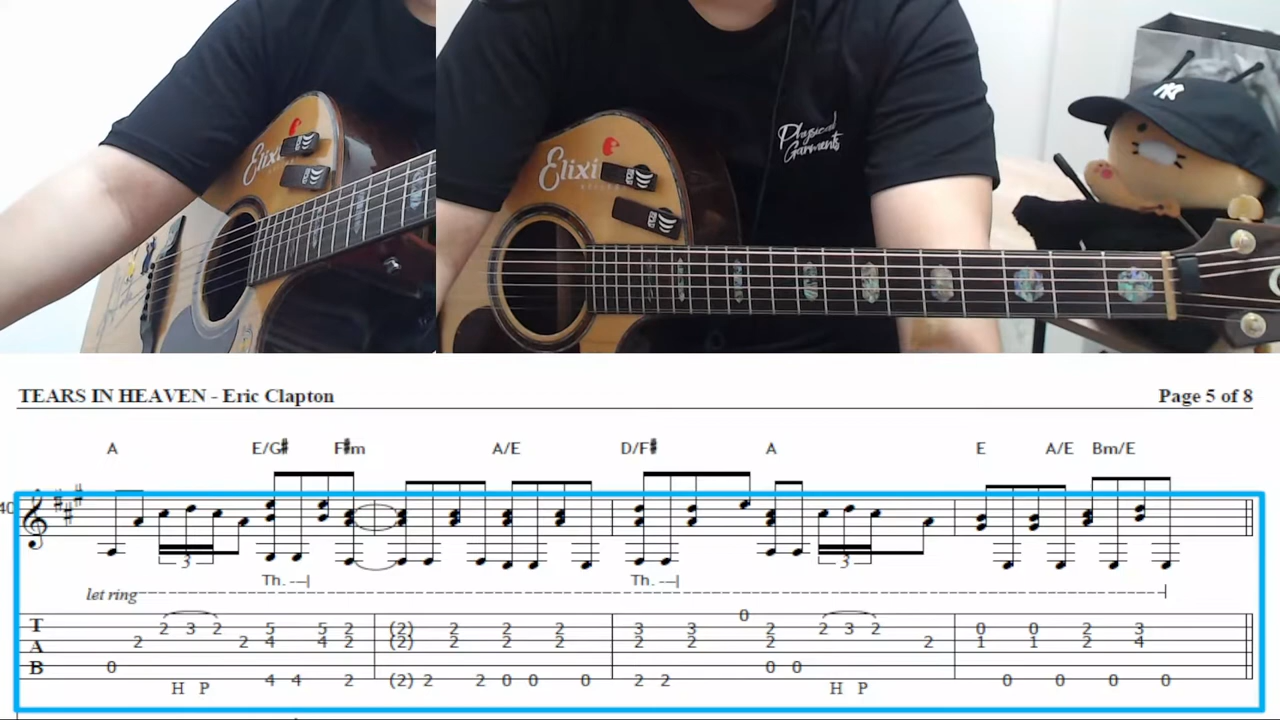 Elixi
Elixi
Physical
Garments
NY
TEARS IN HEAVEN - Eric Clapton
Page 5 of 8
A E/G# F#m A/E D/F# A E A/E Bm/E
40
3 3
Th. Th.
let ring
T
A
B
2 3 2 5 5 2 (2) 2 2 2 3 3 0 2 2 3 2 0 0 2 3
2 2 4 4 2 (2) 2 2 2 2 2 2 2 1 1 2 4
0 0 0
4 4 2 (2) 2 2 0 0 0 2 2 0 0 0 0
H P H P